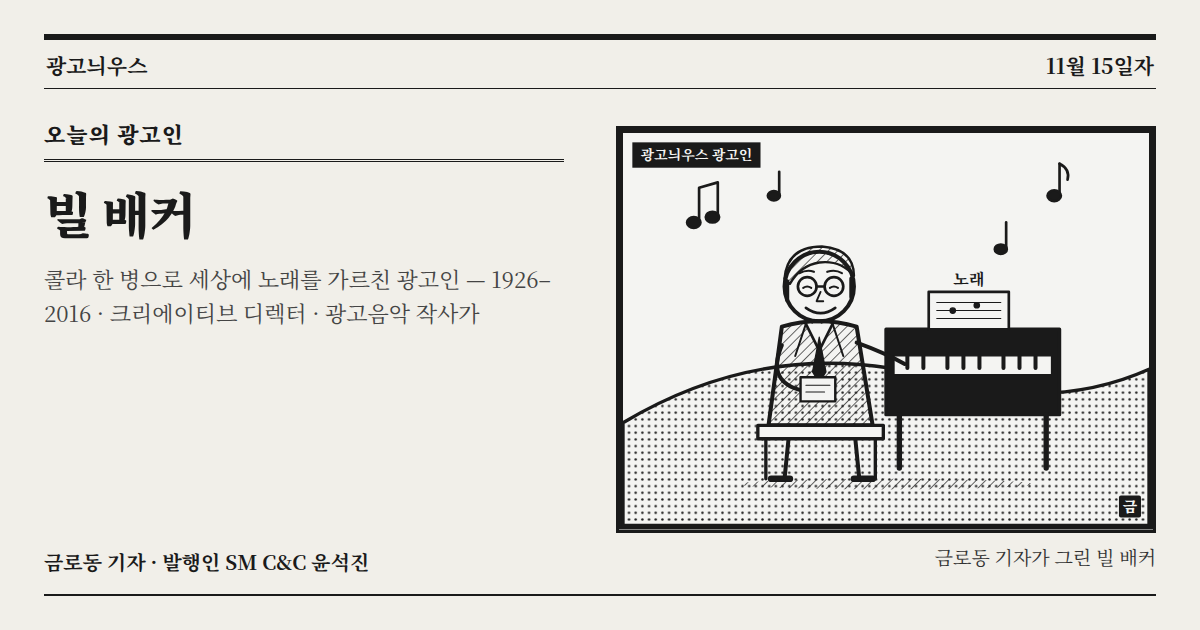 광고늬우스
11월 15일자
오늘의 광고인
빌 배커
콜라 한 병으로 세상에 노래를 가르친 광고인 — 1926–
2016 · 크리에이티브 디렉터 · 광고음악 작사가
광고늬우스 광고인
노래
금
금로동 기자가 그린 빌 배커
금로동 기자 · 발행인 SM C&C 윤석진